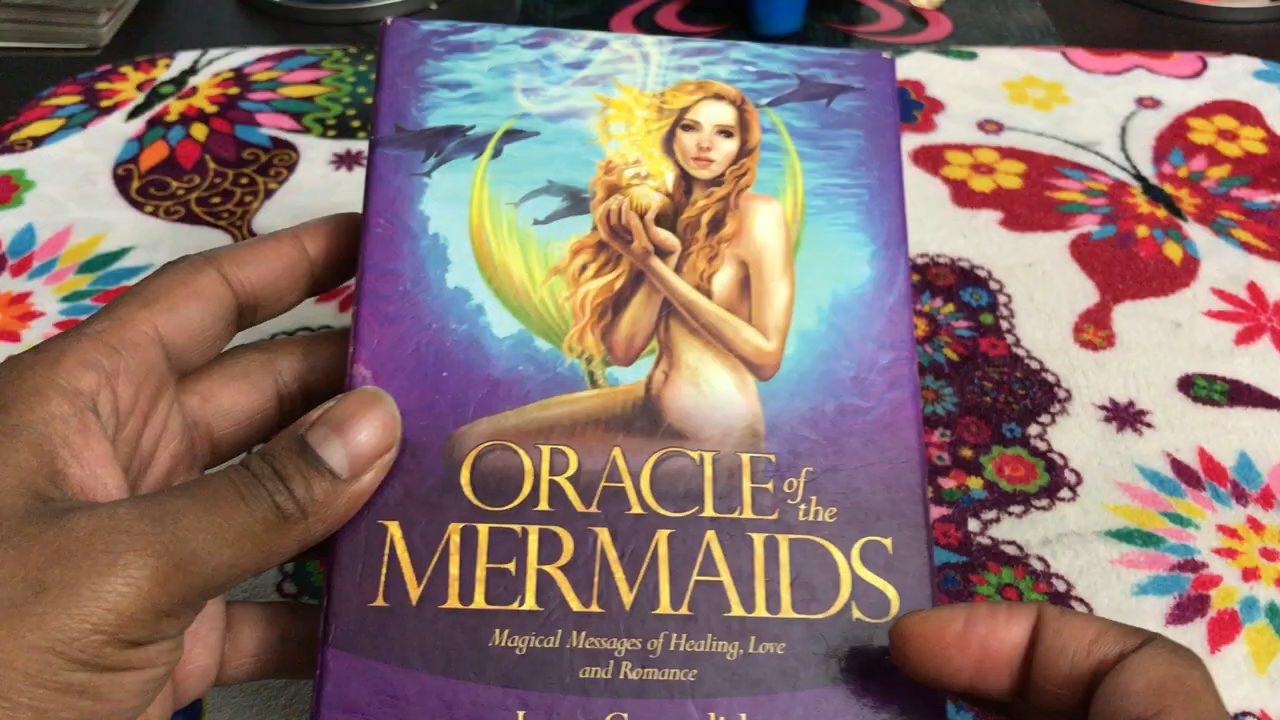 ORACLE of the
MERMAIDS
Magical Messages of Healing, Love
and Romance